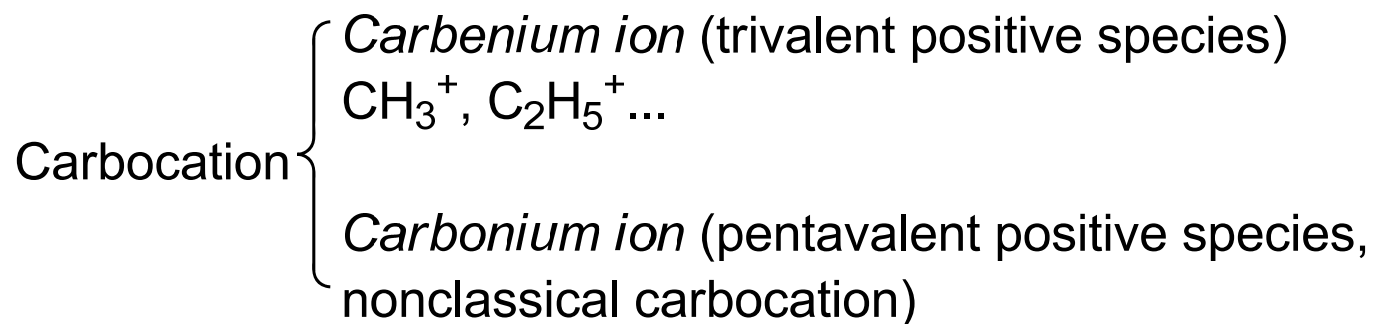 Carbenium ion (trivalent positive species)
CH₃⁺, C₂H₅⁺...
Carbocation
Carbonium ion (pentavalent positive species,
nonclassical carbocation)